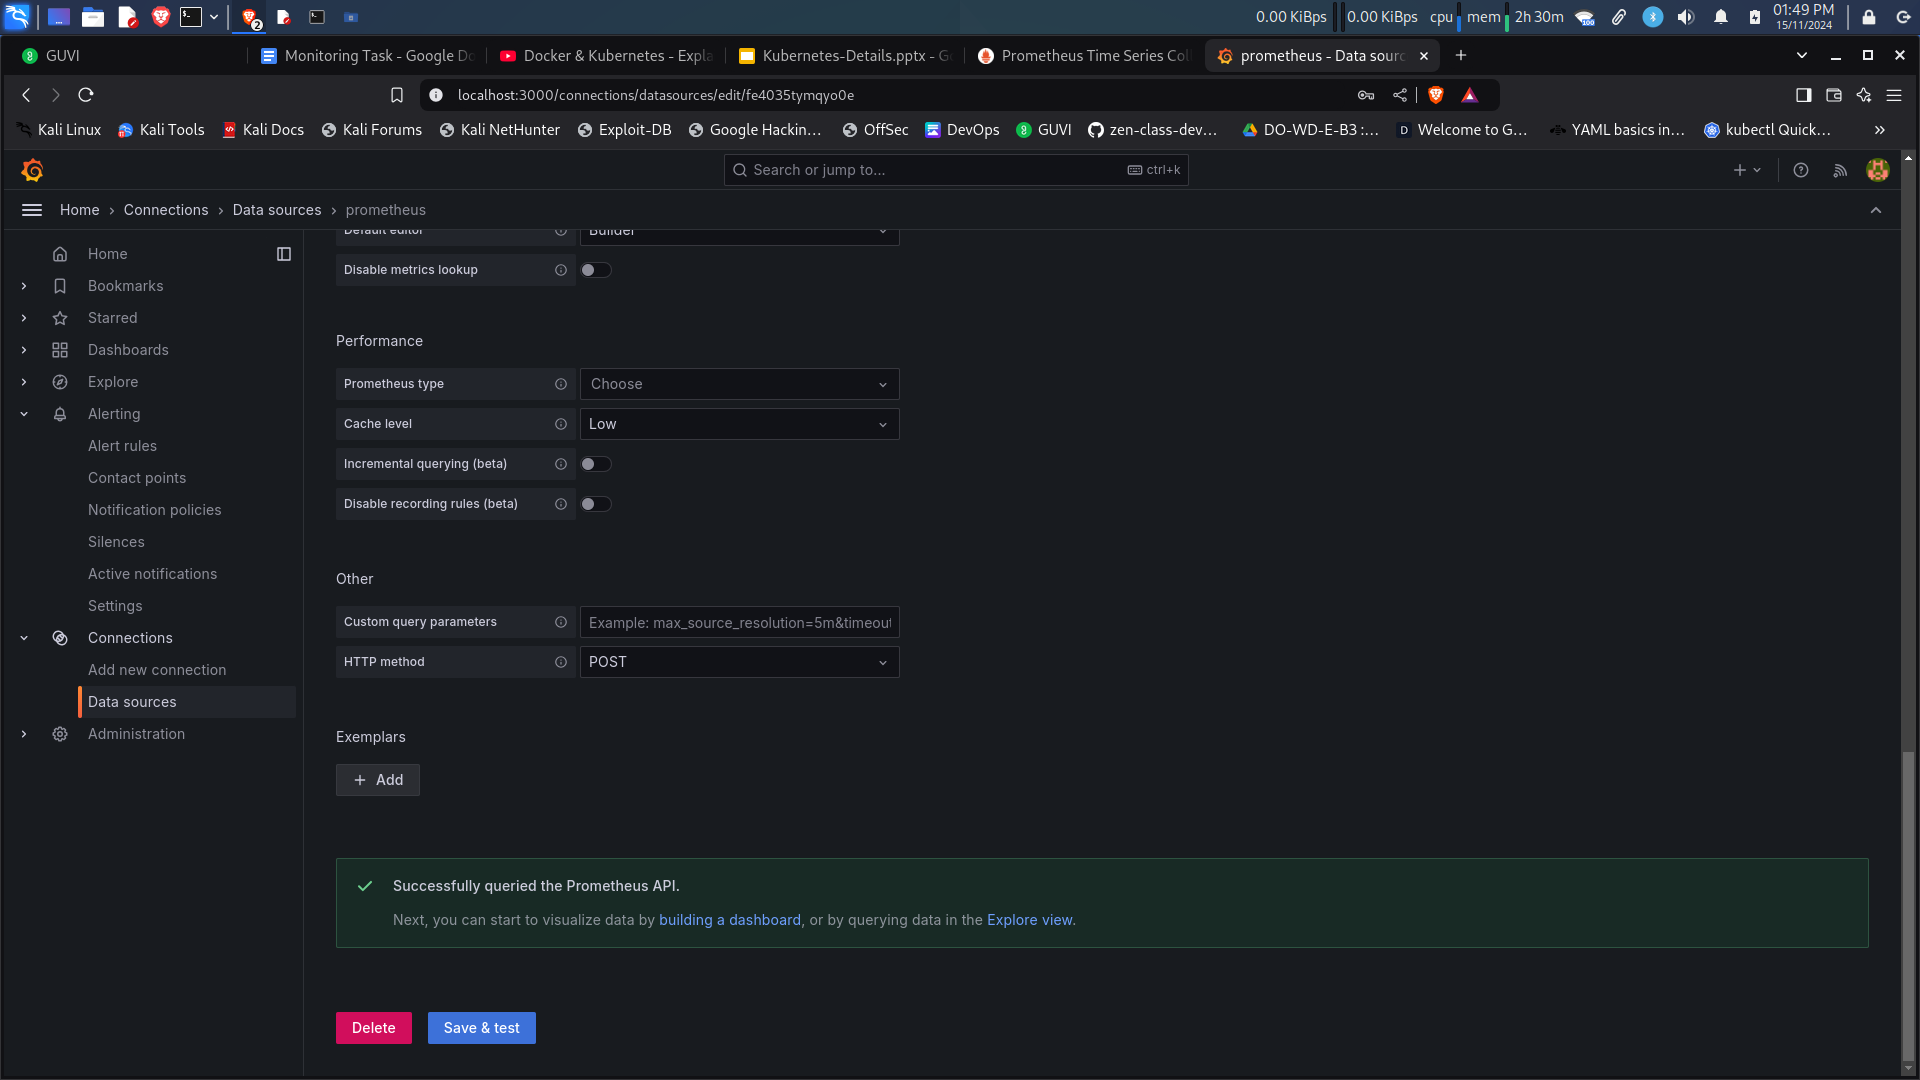 0.00 KiBps 0.00 KiBps cpu mem 2h 30m 100 01:49 PM
15/11/2024
2
GUVI
Monitoring Task - Google Do
Docker & Kubernetes - Expla
Kubernetes-Details.pptx - G
Prometheus Time Series Coll
prometheus - Data sourc
localhost:3000/connections/datasources/edit/fe4035tymqyo0e
Kali Linux Kali Tools Kali Docs Kali Forums Kali NetHunter Exploit-DB Google Hackin... OffSec DevOps GUVI zen-class-dev... DO-WD-E-B3 :... Welcome to G... YAML basics in... kubectl Quick...
Search or jump to... ctrl+k
Home › Connections › Data sources › prometheus
Home
Bookmarks
Starred
Dashboards
Explore
Alerting
Alert rules
Contact points
Notification policies
Silences
Active notifications
Settings
Connections
Add new connection
Data sources
Administration
Default editor Builder
Disable metrics lookup
Performance
Prometheus type Choose
Cache level Low
Incremental querying (beta)
Disable recording rules (beta)
Other
Custom query parameters Example: max_source_resolution=5m&timeout
HTTP method POST
Exemplars
+ Add
Successfully queried the Prometheus API.
Next, you can start to visualize data by building a dashboard, or by querying data in the Explore view.
Delete Save & test